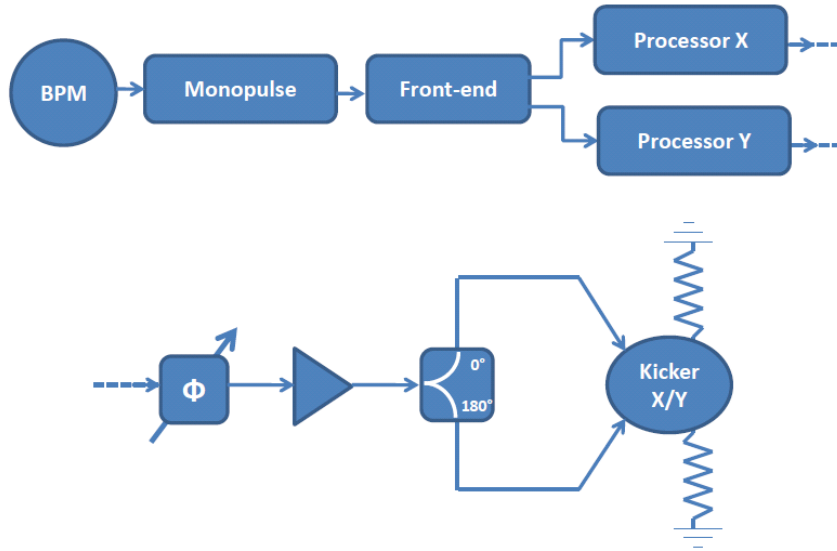 BPM
Monopulse
Front-end
Processor X
Processor Y
Φ
0°
180°
Kicker
X/Y